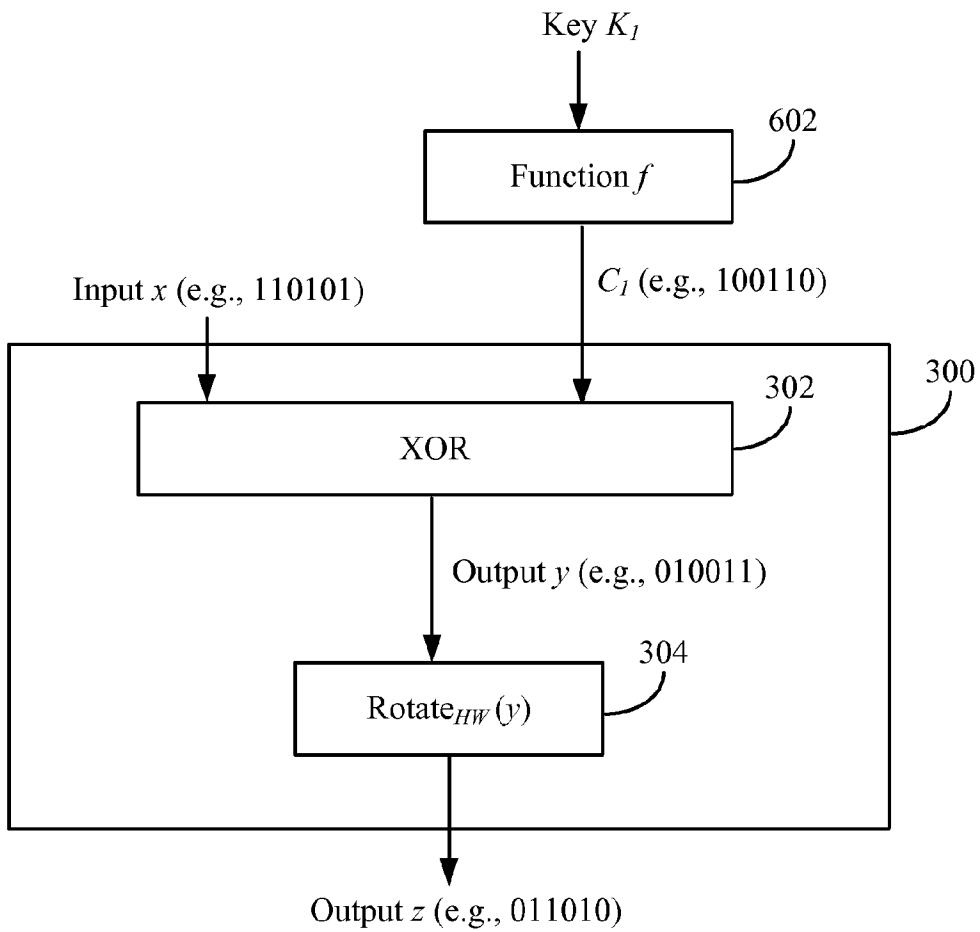 Key K1
602
Function f
Input x (e.g., 110101)
C1 (e.g., 100110)
300
302
XOR
Output y (e.g., 010011)
304
RotateHW (y)
Output z (e.g., 011010)